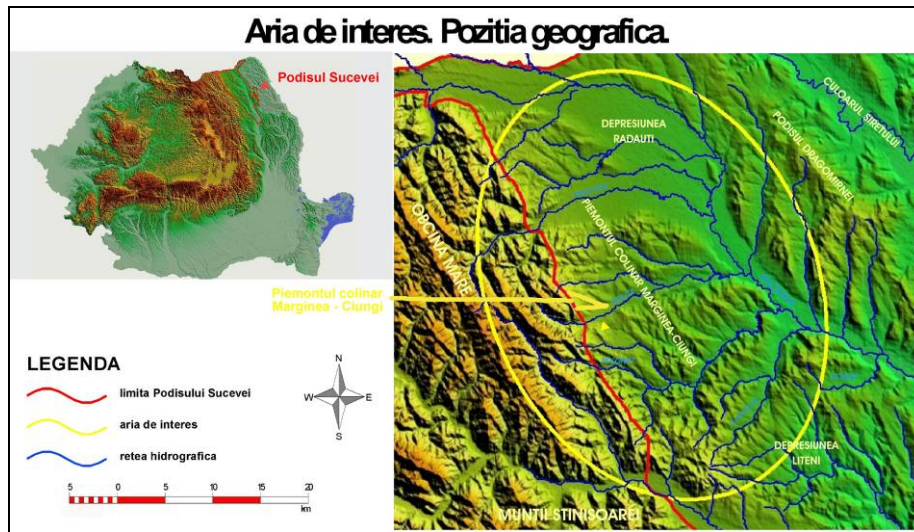 Aria de interes. Pozitia geografica.
Podisul Sucevei
CULOARUL SIRETULUI
PODISUL DRAGOMIRNEI
DEPRESIUNEA
RADAUTI
OBCINA MARE
PIEMONTUL COLINAR MARGINEA-CIUNGI
Piemontul colinar
Marginea - Ciungi
DEPRESIUNEA
LITENI
MUNTII STINISOAREI
LEGENDA
limita Podisului Sucevei
aria de interes
retea hidrografica
N
W
E
S
5 0 5 10 15 20
km